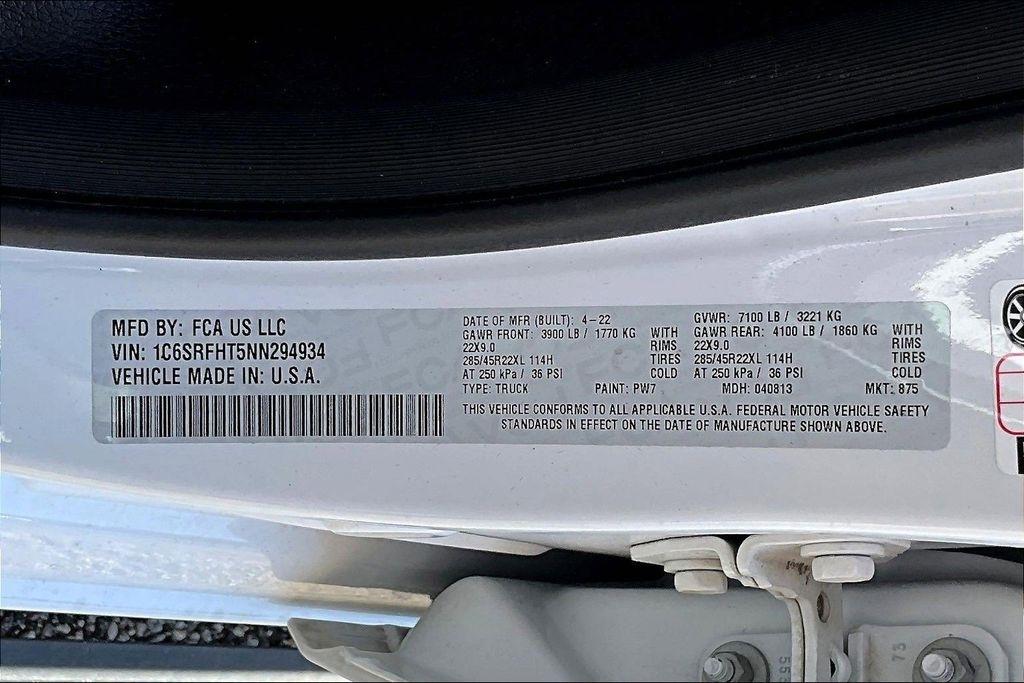 MFD BY: FCA US LLC
VIN: 1C6SRFHT5NN294934
VEHICLE MADE IN: U.S.A.
DATE OF MFR (BUILT): 4-22
GAWR FRONT: 3900 LB / 1770 KG WITH
22X9.0 RIMS
285/45R22XL 114H TIRES
AT 250 kPa / 36 PSI COLD
GVWR: 7100 LB / 3221 KG
GAWR REAR: 4100 LB / 1860 KG WITH
22X9.0 RIMS
285/45R22XL 114H TIRES
AT 250 kPa / 36 PSI COLD
TYPE: TRUCK PAINT: PW7 MDH: 040813 MKT: 875
THIS VEHICLE CONFORMS TO ALL APPLICABLE U.S.A. FEDERAL MOTOR VEHICLE SAFETY
STANDARDS IN EFFECT ON THE DATE OF MANUFACTURE SHOWN ABOVE.
73